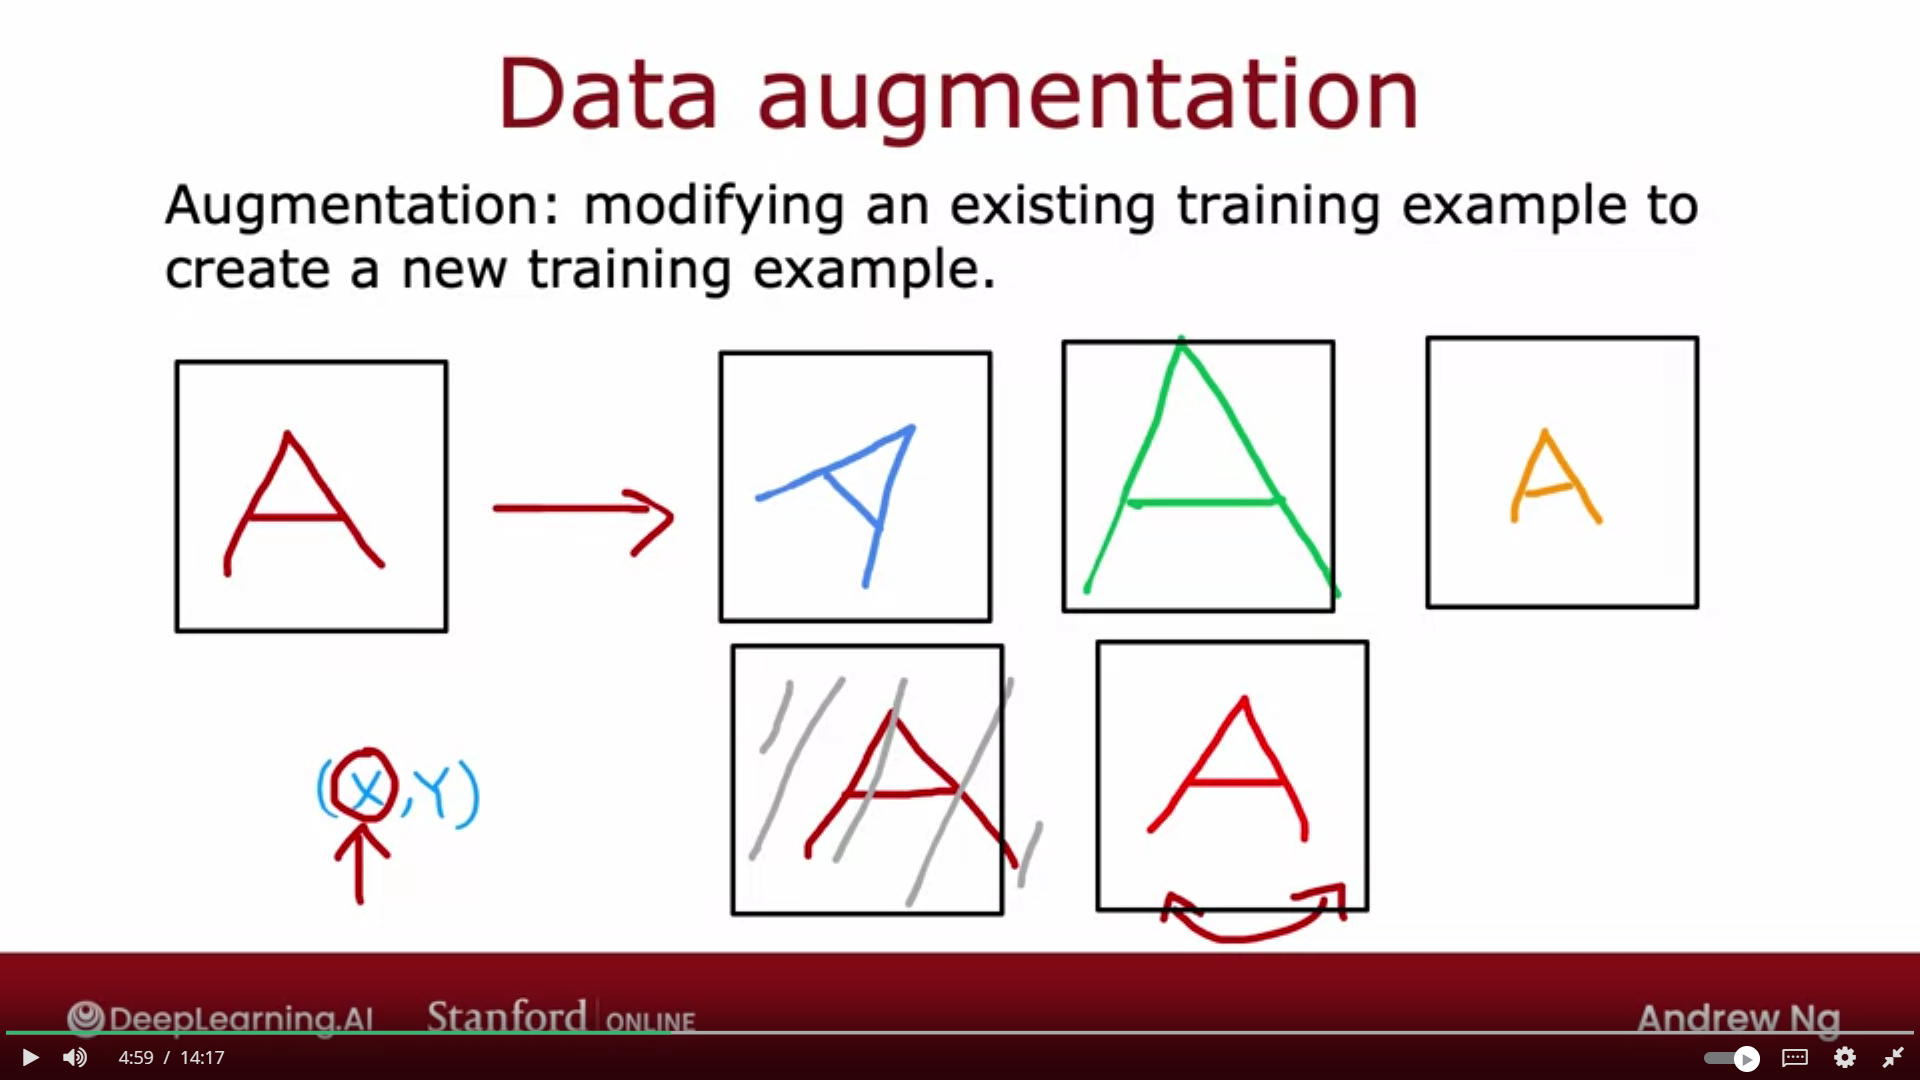 Data augmentation
Augmentation: modifying an existing training example to
create a new training example.
A
A
A
A
A
A
(X,Y)
DeepLearning.AI
Stanford ONLINE
Andrew Ng
4:59 / 14:17